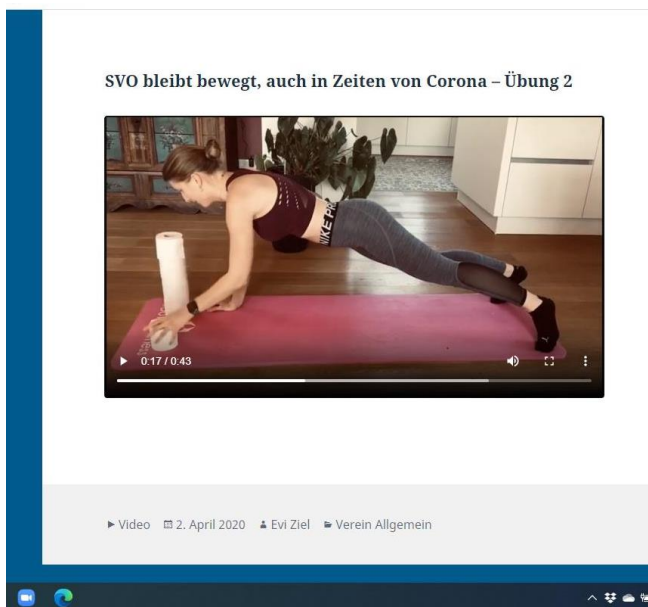 SVO bleibt bewegt, auch in Zeiten von Corona – Übung 2
NIKE PR
0:17 / 0:43
Video 2. April 2020 Evi Ziel Verein Allgemein